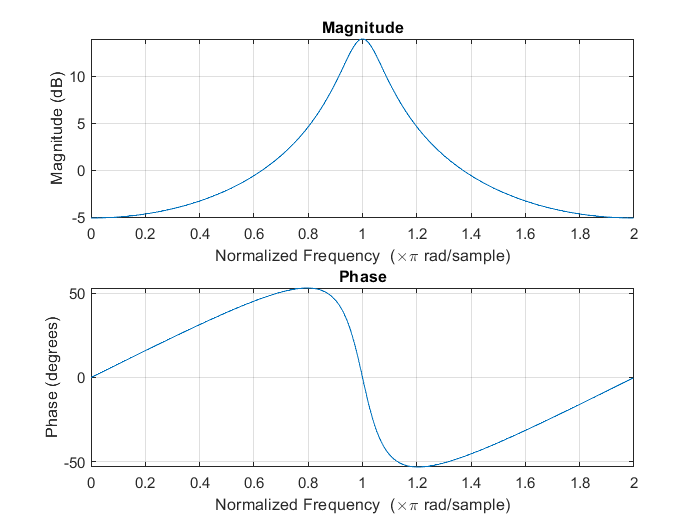 Magnitude
Magnitude (dB)
10
5
0
-5
0 0.2 0.4 0.6 0.8 1 1.2 1.4 1.6 1.8 2
Normalized Frequency (×π rad/sample)
Phase
Phase (degrees)
50
0
-50
0 0.2 0.4 0.6 0.8 1 1.2 1.4 1.6 1.8 2
Normalized Frequency (×π rad/sample)